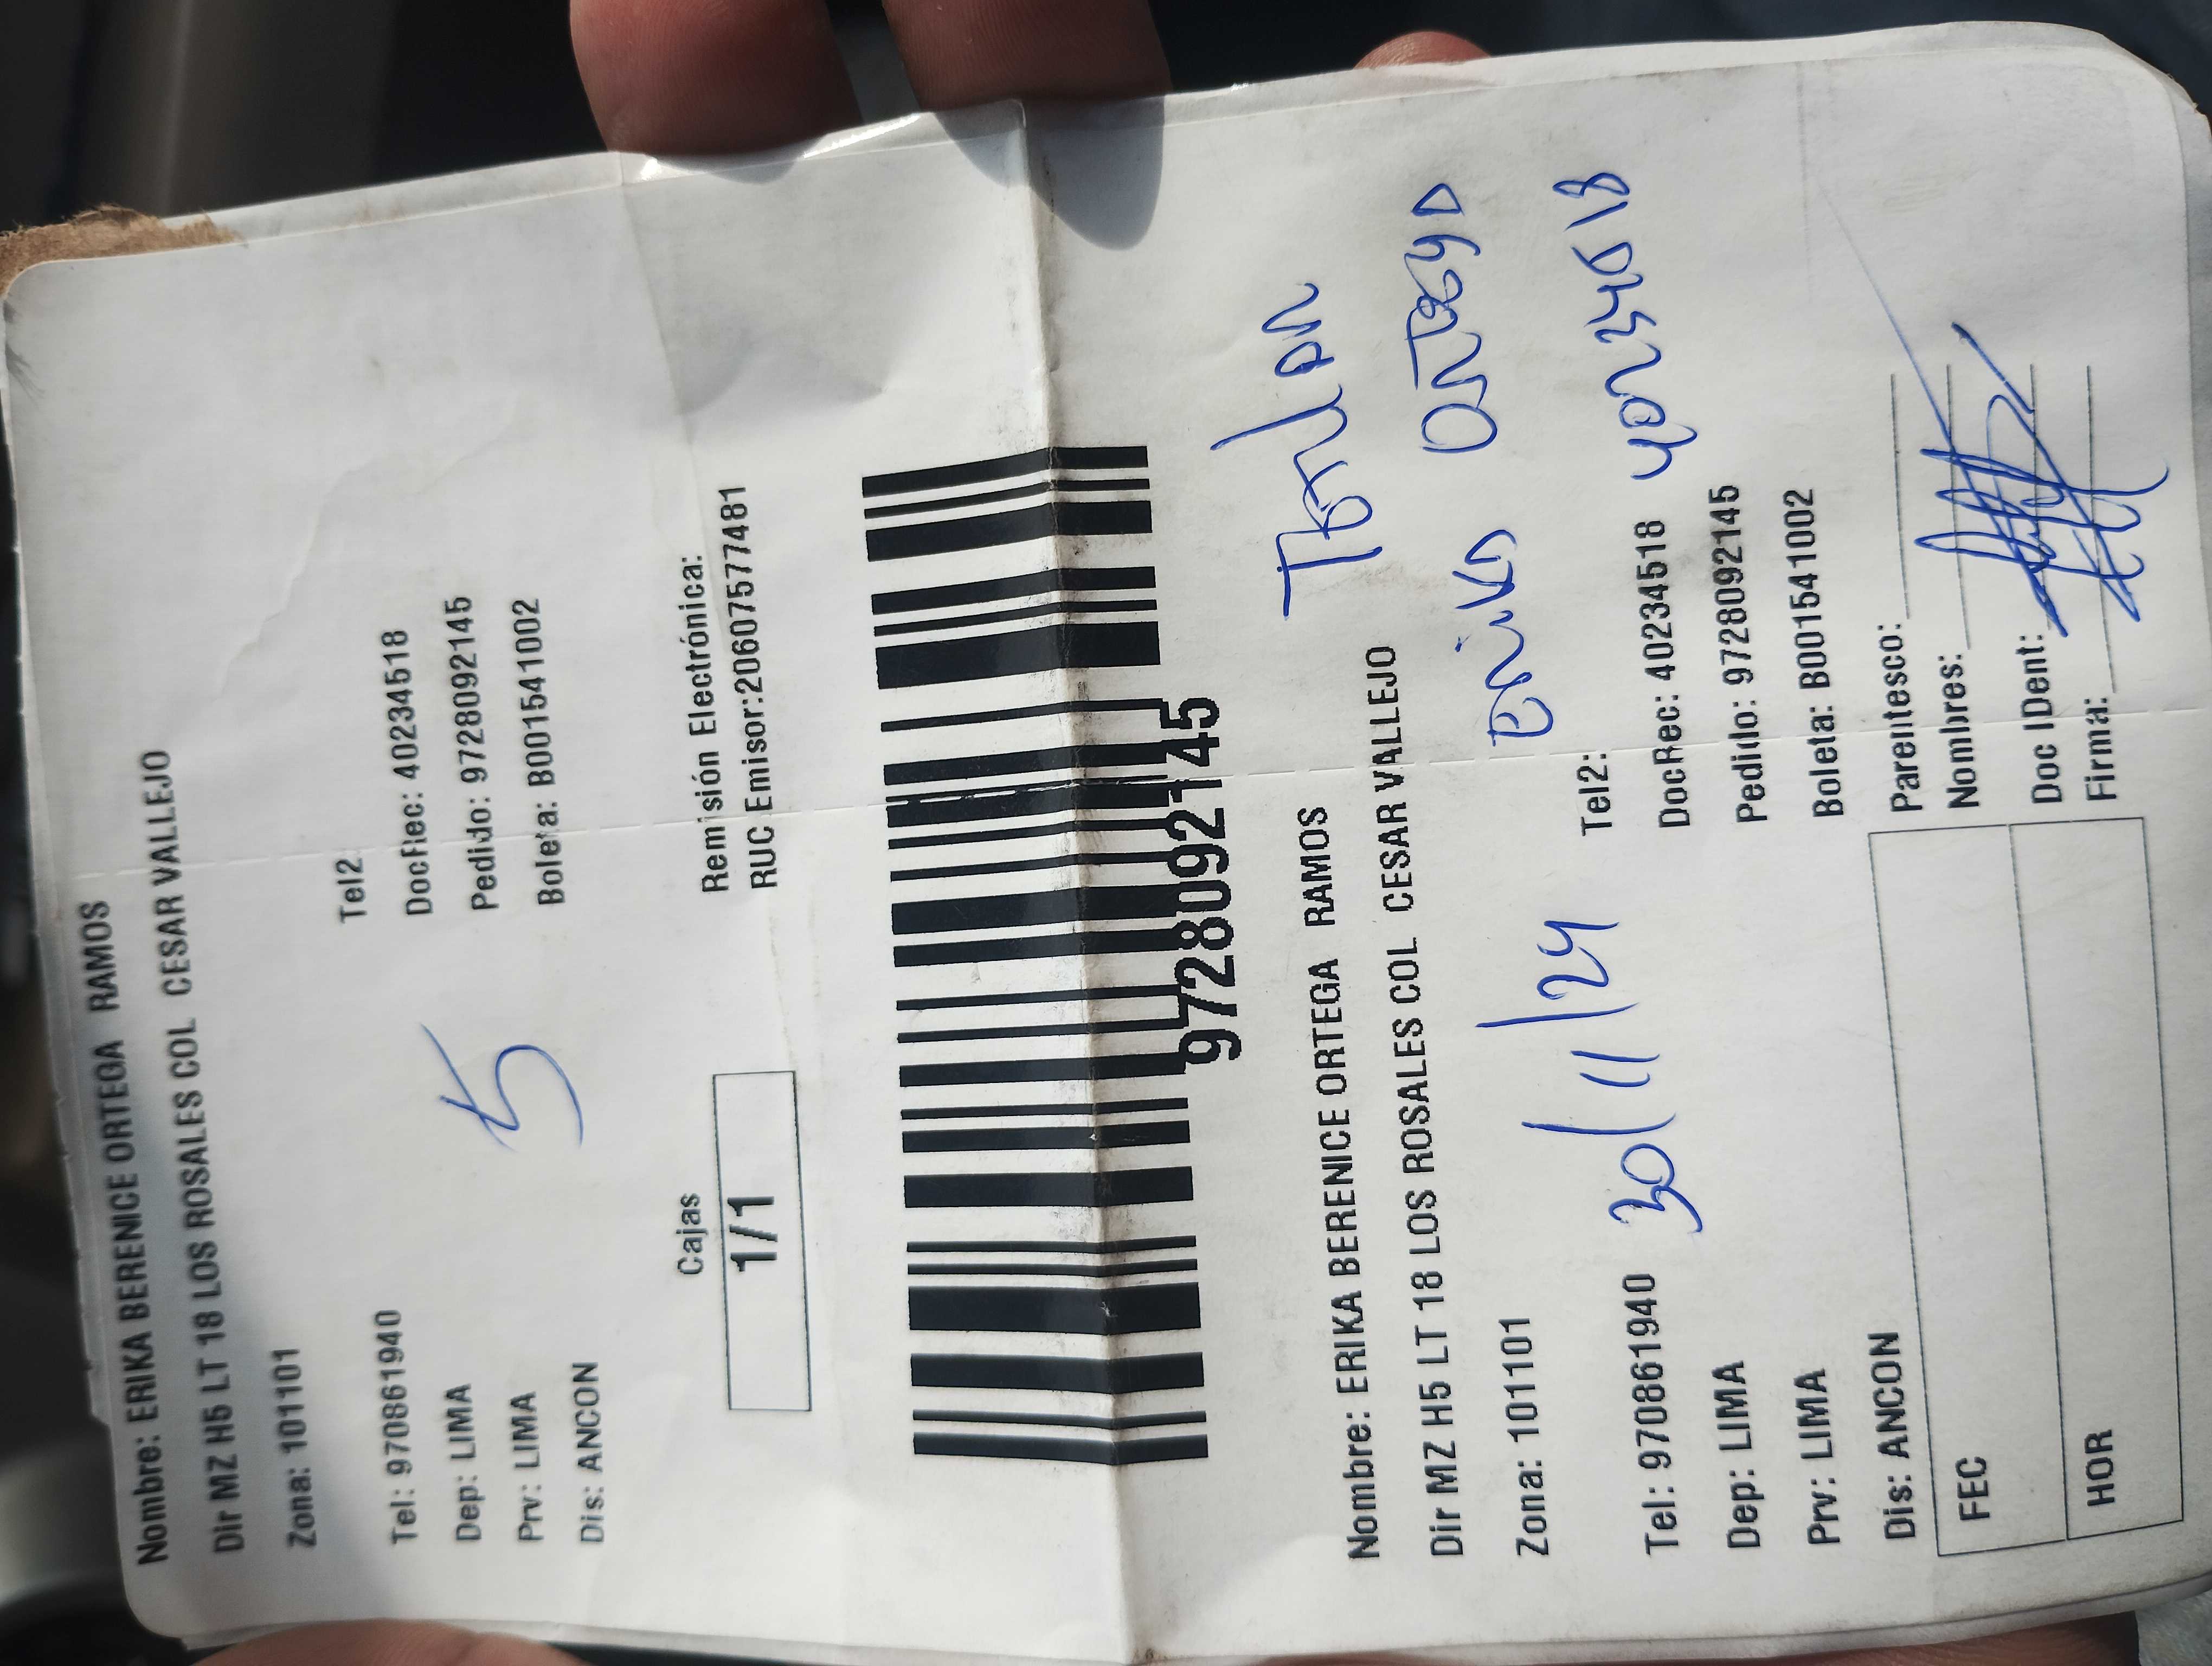 Nombre: ERIKA BERENICE ORTEGA RAMOS
Dir MZ H5 LT 18 LOS ROSALES COL CESAR VALLEJO
Zona: 101101
Tel2
Tel: 970861940
DocRec: 40234518
Dep: LIMA
Pedido: 9728092145
Prv: LIMA
Boleta: B001541002
Dis: ANCON
5
Cajas
1/1
Remisión Electrónica:
RUC Emisor:20607577481
9728092145
Titular
Nombre: ERIKA BERENICE ORTEGA RAMOS
Dir MZ H5 LT 18 LOS ROSALES COL CESAR VALLEJO
Erika Ortega
Zona: 101101
30/11/24
Tel2:
40234518
Tel: 970861940
DocRec: 40234518
Dep: LIMA
Pedido: 9728092145
Prv: LIMA
Boleta: B001541002
Dis: ANCON
Parentesco:
FEC
Nombres:
Doc IDent:
HOR
Firma: